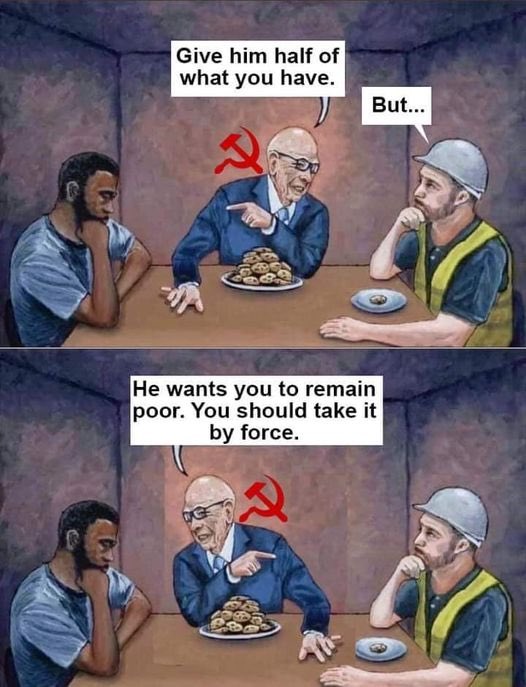 Give him half of
what you have.
But...
He wants you to remain
poor. You should take it
by force.